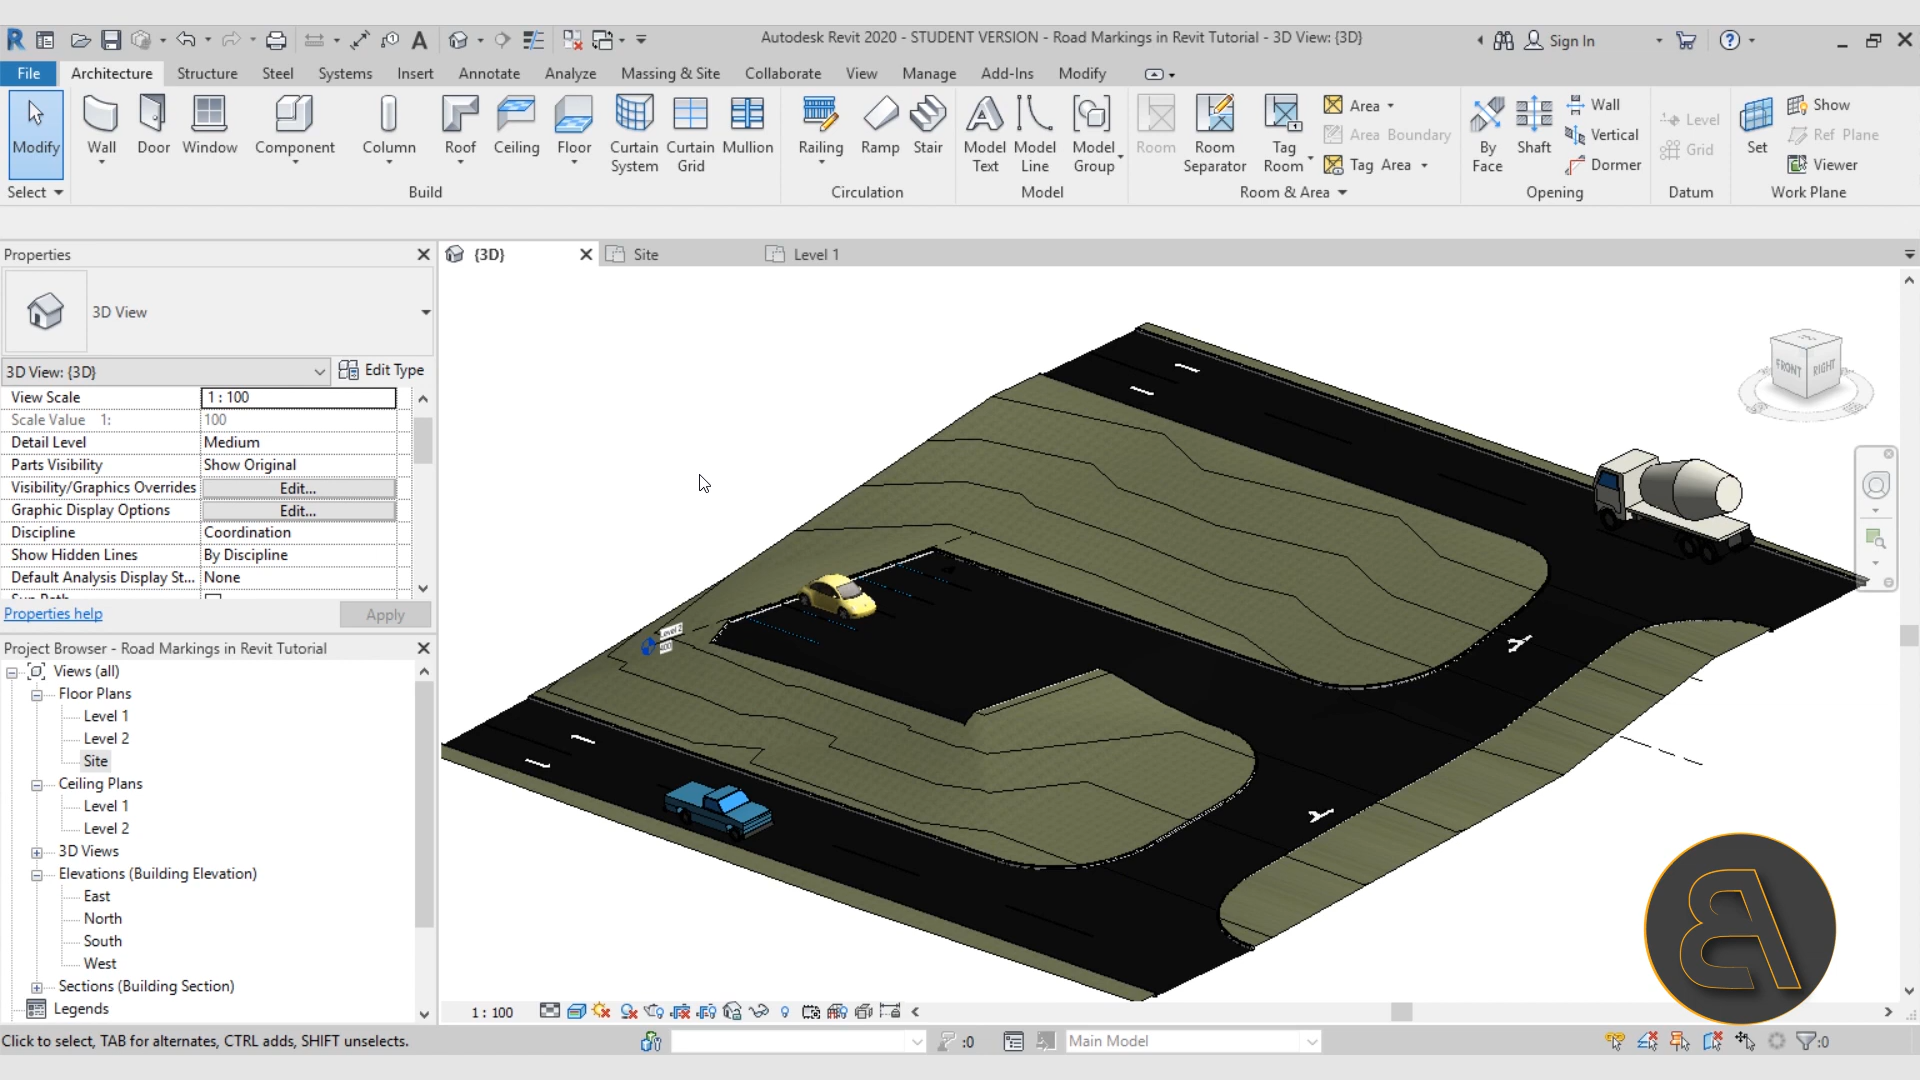 Autodesk Revit 2020 - STUDENT VERSION - Road Markings in Revit Tutorial - 3D View: {3D}
Sign In
File Architecture Structure Steel Systems Insert Annotate Analyze Massing & Site Collaborate View Manage Add-Ins Modify
Modify
Wall
Door
Window
Component
Column
Roof
Ceiling
Floor
Curtain System
Curtain Grid
Mullion
Railing
Ramp
Stair
Model Text
Model Line
Model Group
Room
Room Separator
Tag Room
Area
Area Boundary
Tag Area
By Face
Shaft
Wall
Vertical
Dormer
Level
Grid
Set
Show
Ref Plane
Viewer
Select Build Circulation Model Room & Area Opening Datum Work Plane
Properties
{3D} Site Level 1
3D View
3D View: {3D} Edit Type
View Scale 1 : 100
Scale Value 1: 100
Detail Level Medium
Parts Visibility Show Original
Visibility/Graphics Overrides Edit...
Graphic Display Options Edit...
Discipline Coordination
Show Hidden Lines By Discipline
Default Analysis Display St... None
Properties help Apply
FRONT RIGHT
Level 2
Project Browser - Road Markings in Revit Tutorial
Views (all)
Floor Plans
Level 1
Level 2
Site
Ceiling Plans
Level 1
Level 2
3D Views
Elevations (Building Elevation)
East
North
South
West
Sections (Building Section)
Legends
1 : 100
Click to select, TAB for alternates, CTRL adds, SHIFT unselects.
:0
Main Model
:0